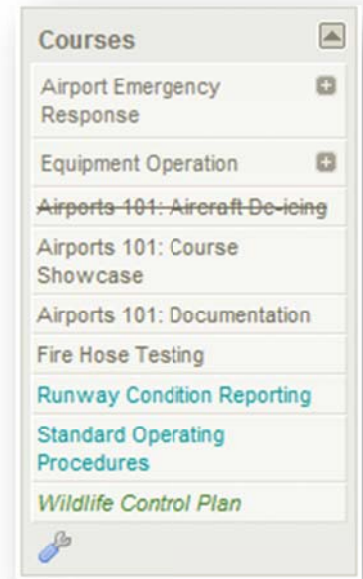 Courses
Airport Emergency
Response
Equipment Operation
Airports 101: Aircraft De-icing
Airports 101: Course
Showcase
Airports 101: Documentation
Fire Hose Testing
Runway Condition Reporting
Standard Operating
Procedures
Wildlife Control Plan